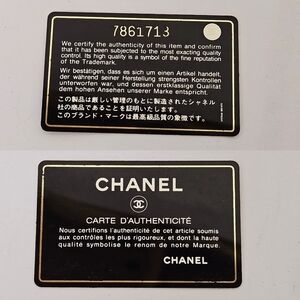 7861713
We certify the authenticity of this item and confirm
that it has been subjected to the most exacting quality
control. Its high quality is a symbol of the fine reputation
of the Trademark.
Wir bestätigen, dass es sich um einen Artikel handelt,
der während seiner Herstellung strengsten Kontrollen
unterworfen war, und dessen erstklassige Qualität
dem hohen Ansehen unserer Marke entspricht.
この製品は厳しい管理のもとに製造されたシャネル
社の商品であることを証明いたします。
このブランド・マークは最高級品質の象徴です。
CHANEL
CARTE D'AUTHENTICITÉ
Nous certifions l'authenticité de cet article soumis
aux contrôles les plus rigoureux, et dont la haute
qualité symbolise le renom de notre Marque.
CHANEL